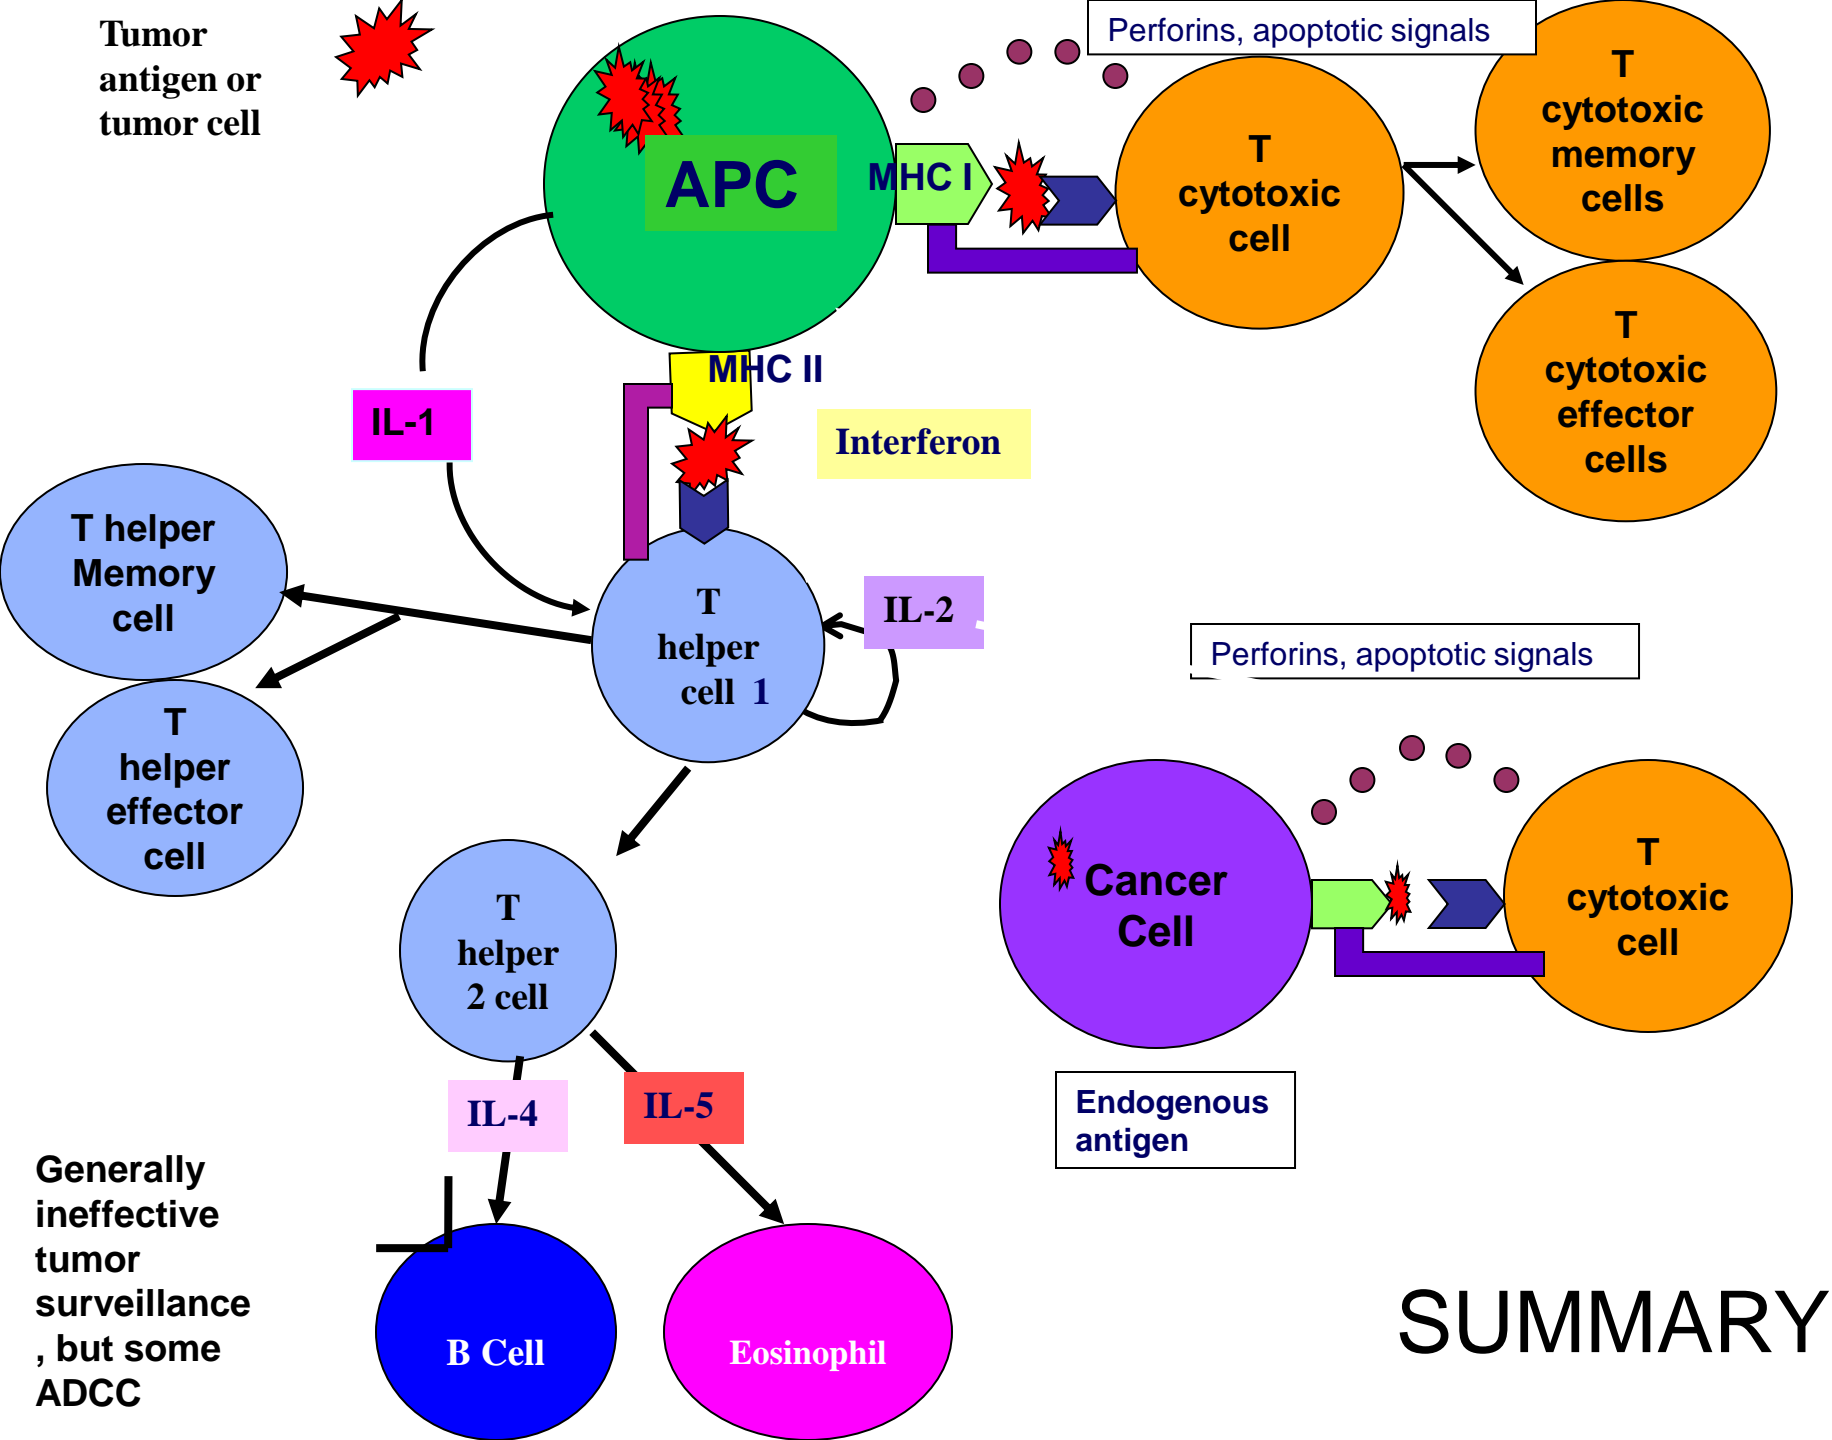 Tumor
antigen or
tumor cell
Perforins, apoptotic signals
T
cytotoxic
memory
cells
APC
MHC I
T
cytotoxic
cell
T
cytotoxic
effector
cells
MHC II
IL-1
Interferon
T helper
Memory
cell
T
helper
cell 1
IL-2
Perforins, apoptotic signals
T
helper
effector
cell
T
helper
2 cell
Cancer
Cell
T
cytotoxic
cell
IL-4
IL-5
Endogenous
antigen
Generally
ineffective
tumor
surveillance
, but some
ADCC
B Cell
Eosinophil
SUMMARY